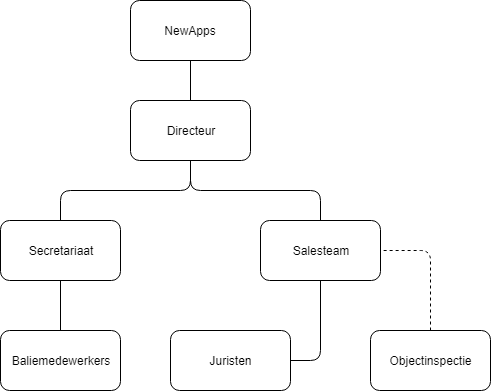 NewApps
Directeur
Secretariaat
Salesteam
Baliemedewerkers
Juristen
Objectinspectie